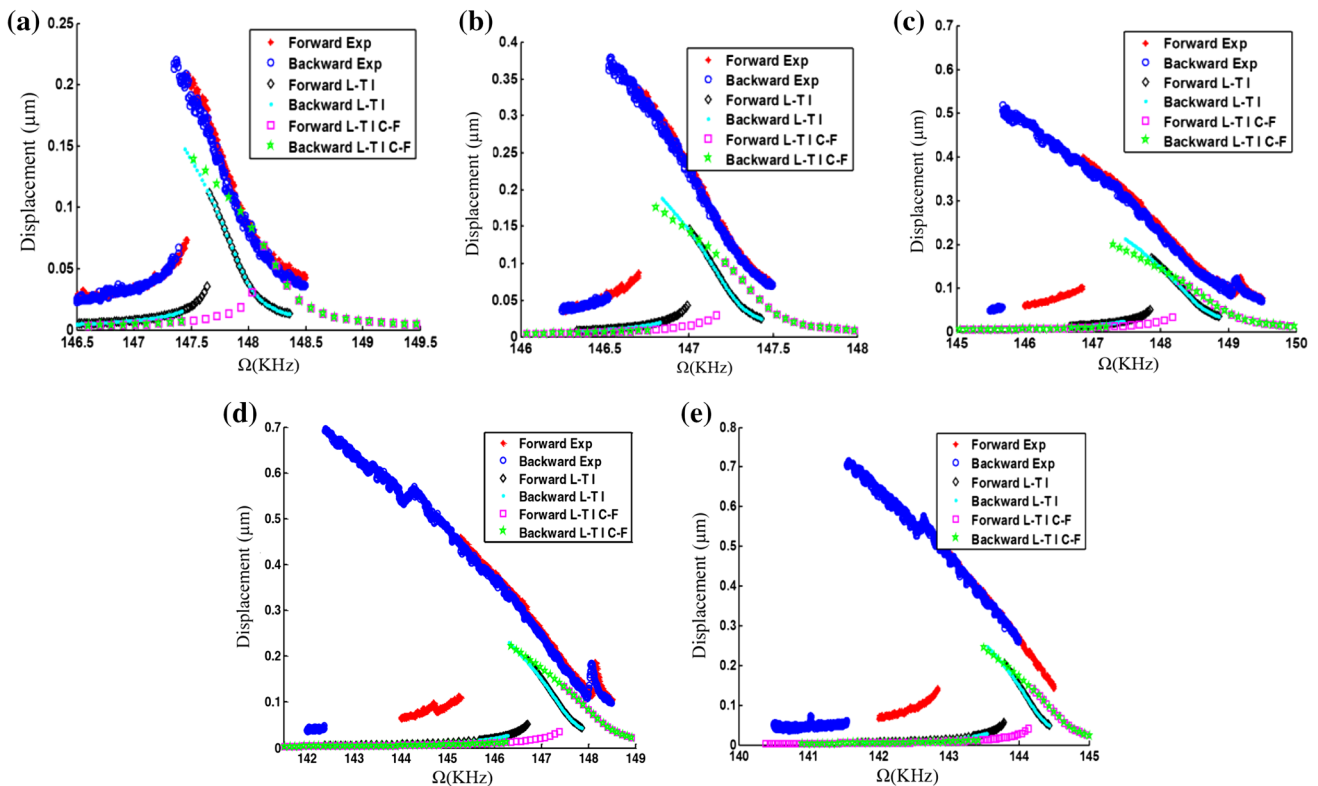 (a)
0.25
0.2
0.15
0.1
0.05
0
Displacement (µm)
Forward Exp
Backward Exp
Forward L-T I
Backward L-T I
Forward L-T I C-F
Backward L-T I C-F
146.5 147 147.5 148 148.5 149 149.5
Ω(KHz)
(b)
0.4
0.35
0.3
0.25
0.2
0.15
0.1
0.05
0
Displacement (µm)
Forward Exp
Backward Exp
Forward L-T I
Backward L-T I
Forward L-T I C-F
Backward L-T I C-F
146 146.5 147 147.5 148
Ω(KHz)
(c)
0.7
0.6
0.5
0.4
0.3
0.2
0.1
0
Displacement (µm)
Forward Exp
Backward Exp
Forward L-T I
Backward L-T I
Forward L-T I C-F
Backward L-T I C-F
145 146 147 148 149 150
Ω(KHz)
(d)
0.7
0.6
0.5
0.4
0.3
0.2
0.1
0
Displacement (µm)
Forward Exp
Backward Exp
Forward L-T I
Backward L-T I
Forward L-T I C-F
Backward L-T I C-F
142 143 144 145 146 147 148 149
Ω(KHz)
(e)
0.8
0.7
0.6
0.5
0.4
0.3
0.2
0.1
0
Displacement (µm)
Forward Exp
Backward Exp
Forward L-T I
Backward L-T I
Forward L-T I C-F
Backward L-T I C-F
140 141 142 143 144 145
Ω(KHz)